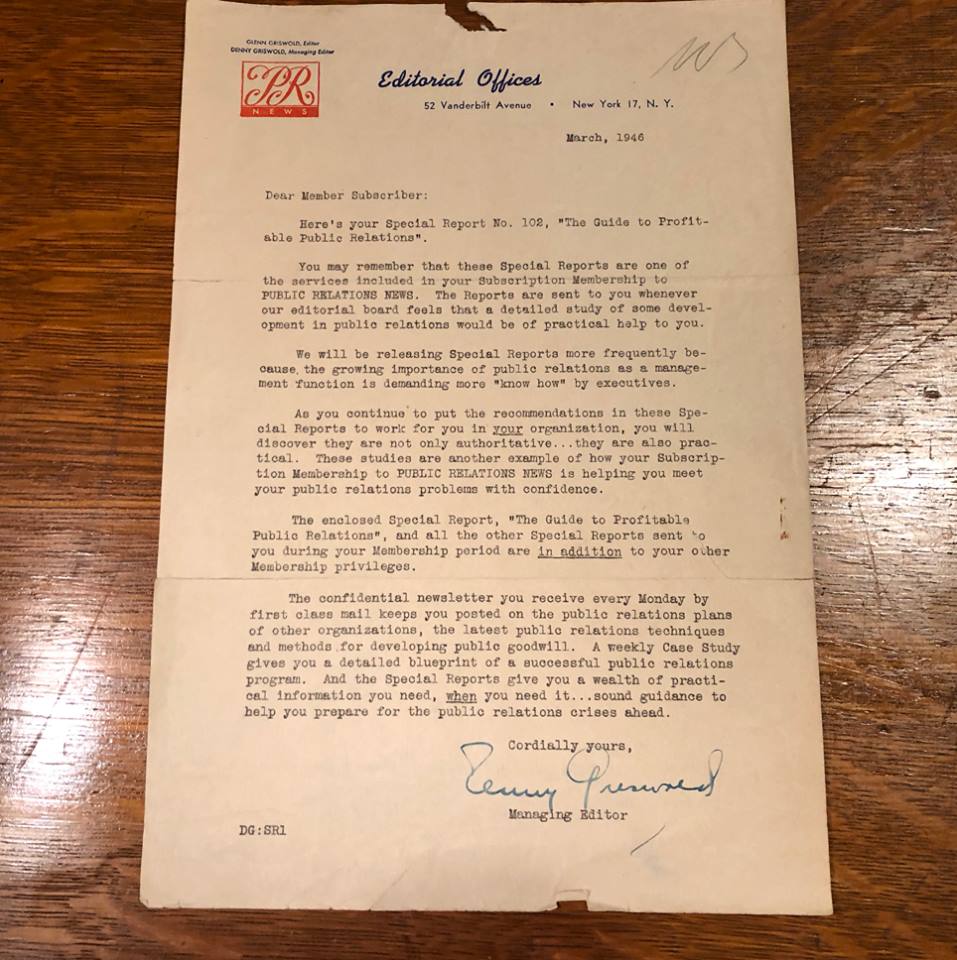 GLENN GRISWOLD, Editor
DENNY GRISWOLD, Managing Editor
PR
NEWS
Editorial Offices
52 Vanderbilt Avenue • New York 17, N. Y.
March, 1946
Dear Member Subscriber:
Here's your Special Report No. 102, "The Guide to Profit-
able Public Relations".
You may remember that these Special Reports are one of
the services included in your Subscription Membership to
PUBLIC RELATIONS NEWS. The Reports are sent to you whenever
our editorial board feels that a detailed study of some devel-
opment in public relations would be of practical help to you.
We will be releasing Special Reports more frequently be-
cause the growing importance of public relations as a manage-
ment function is demanding more "know how" by executives.
As you continue to put the recommendations in these Spe-
cial Reports to work for you in your organization, you will
discover they are not only authoritative...they are also prac-
tical. These studies are another example of how your Subscrip-
tion Membership to PUBLIC RELATIONS NEWS is helping you meet
your public relations problems with confidence.
The enclosed Special Report, "The Guide to Profitable
Public Relations", and all the other Special Reports sent to
you during your Membership period are in addition to your other
Membership privileges.
The confidential newsletter you receive every Monday by
first class mail keeps you posted on the public relations plans
of other organizations, the latest public relations techniques
and methods for developing public goodwill. A weekly Case Study
gives you a detailed blueprint of a successful public relations
program. And the Special Reports give you a wealth of practi-
cal information you need, when you need it...sound guidance to
help you prepare for the public relations crises ahead.
Cordially yours,
Denny Griswold
Managing Editor
DG:SR1